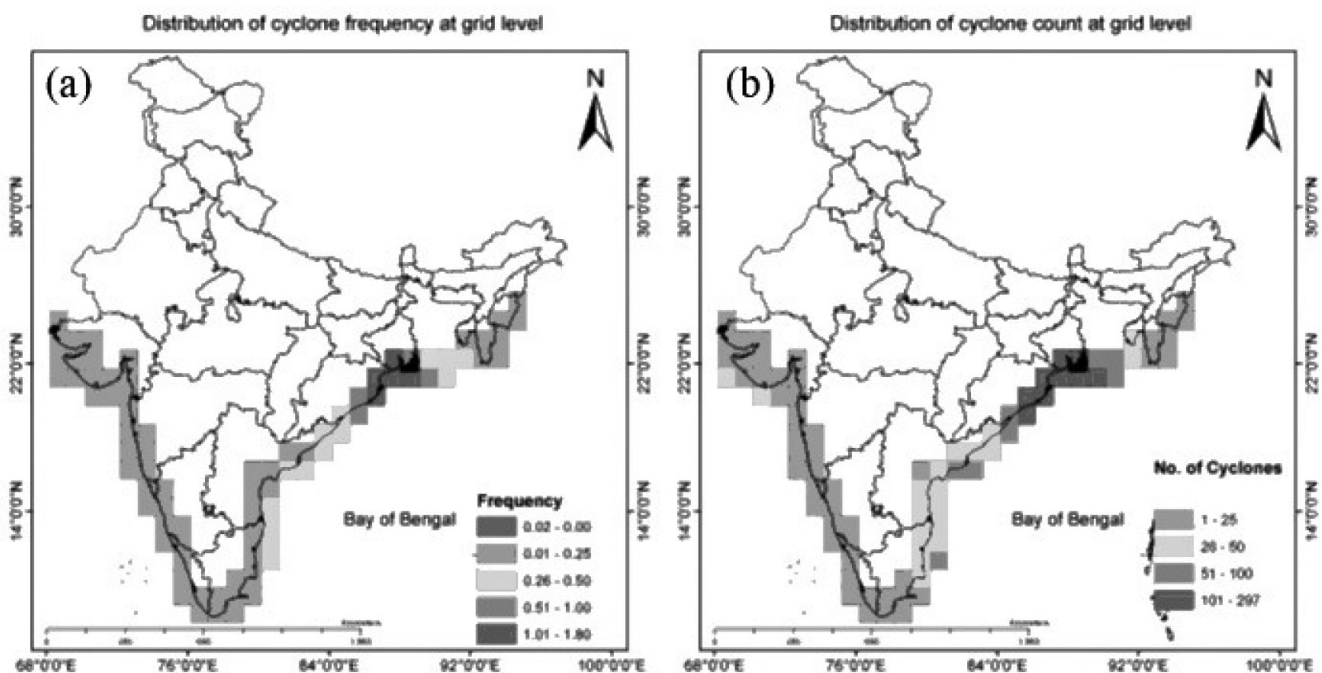 Distribution of cyclone frequency at grid level
(a)
N
30°0'0"N
30°0'0"N
22°0'0"N
22°0'0"N
14°0'0"N
14°0'0"N
Bay of Bengal
Frequency
0.02 - 0.00
0.01 - 0.25
0.26 - 0.50
0.51 - 1.00
1.01 - 1.80
68°0'0"E
76°0'0"E
84°0'0"E
92°0'0"E
100°0'0"E
Distribution of cyclone count at grid level
(b)
N
30°0'0"N
30°0'0"N
22°0'0"N
22°0'0"N
14°0'0"N
14°0'0"N
Bay of Bengal
No. of Cyclones
1 - 25
26 - 50
51 - 100
101 - 297
68°0'0"E
76°0'0"E
84°0'0"E
92°0'0"E
100°0'0"E